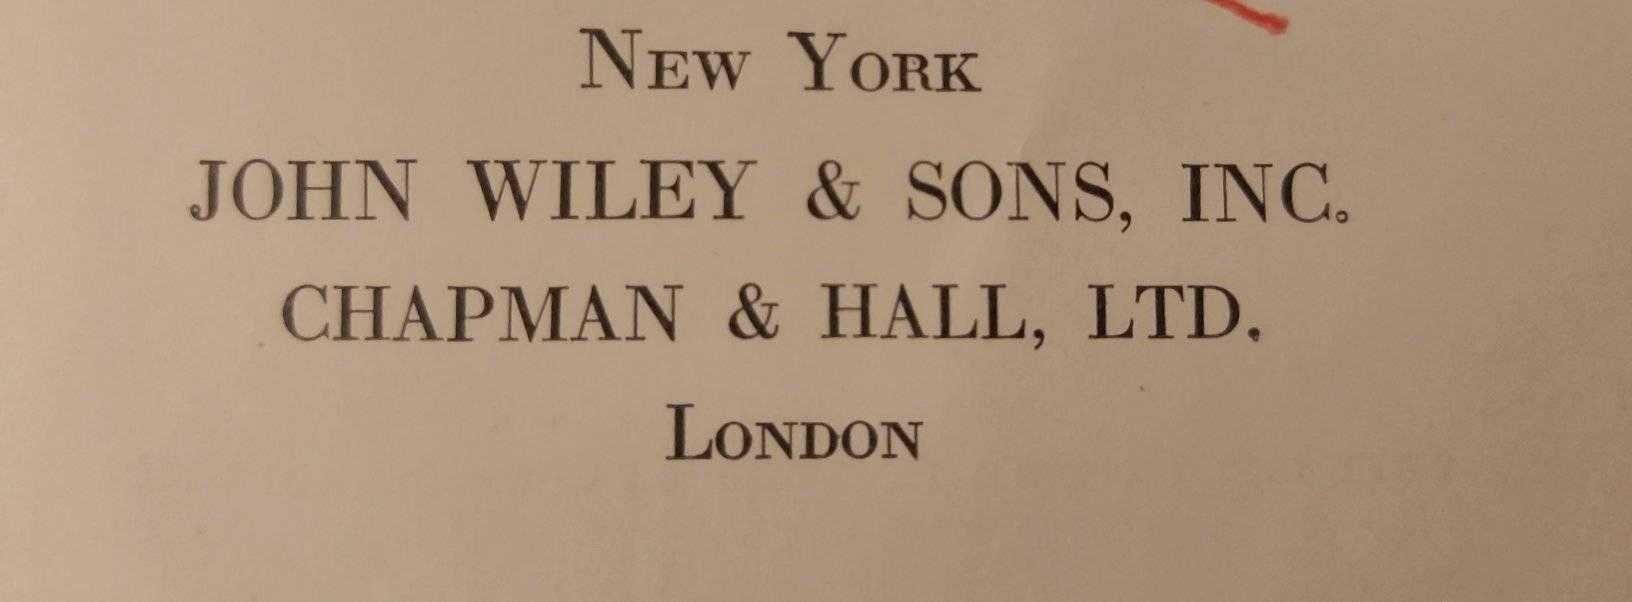 New York
JOHN WILEY & SONS, INC.
CHAPMAN & HALL, LTD.
London